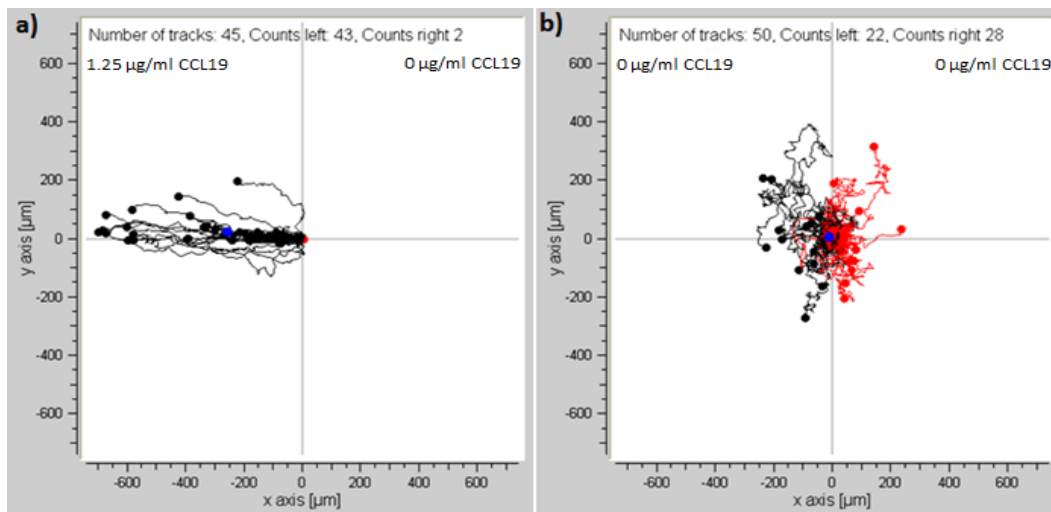 a)
Number of tracks: 45, Counts left: 43, Counts right 2
1.25 µg/ml CCL19
0 µg/ml CCL19
600
400
200
0
-200
-400
-600
y axis [µm]
-600 -400 -200 0 200 400 600
x axis [µm]
b)
Number of tracks: 50, Counts left: 22, Counts right 28
0 µg/ml CCL19
0 µg/ml CCL19
600
400
200
0
-200
-400
-600
y axis [µm]
-600 -400 -200 0 200 400 600
x axis [µm]